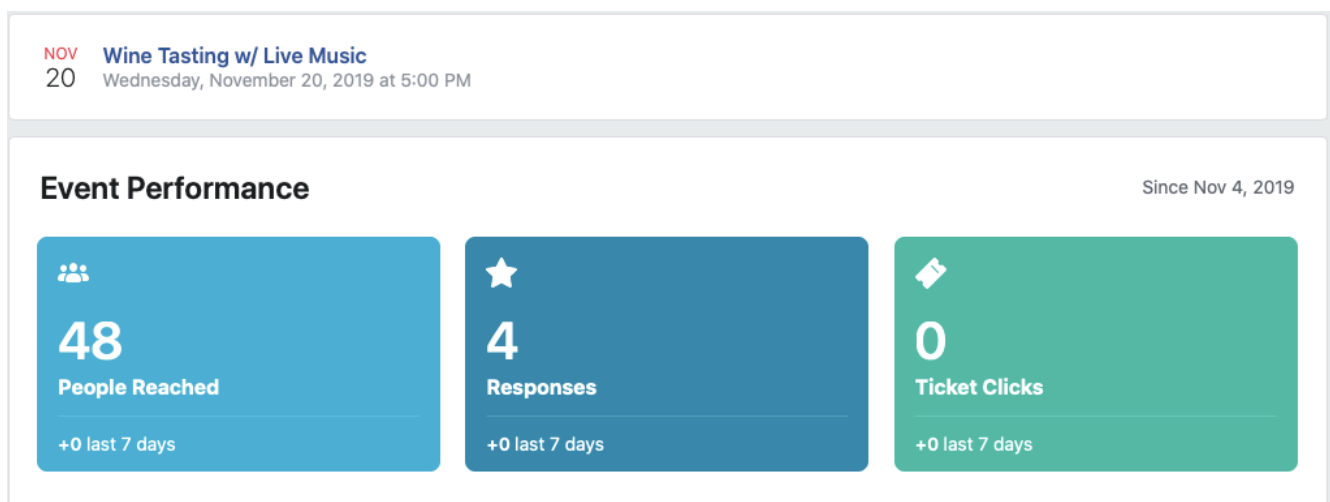 NOV
20
Wine Tasting w/ Live Music
Wednesday, November 20, 2019 at 5:00 PM
Event Performance
Since Nov 4, 2019
48
People Reached
+0 last 7 days
4
Responses
+0 last 7 days
0
Ticket Clicks
+0 last 7 days